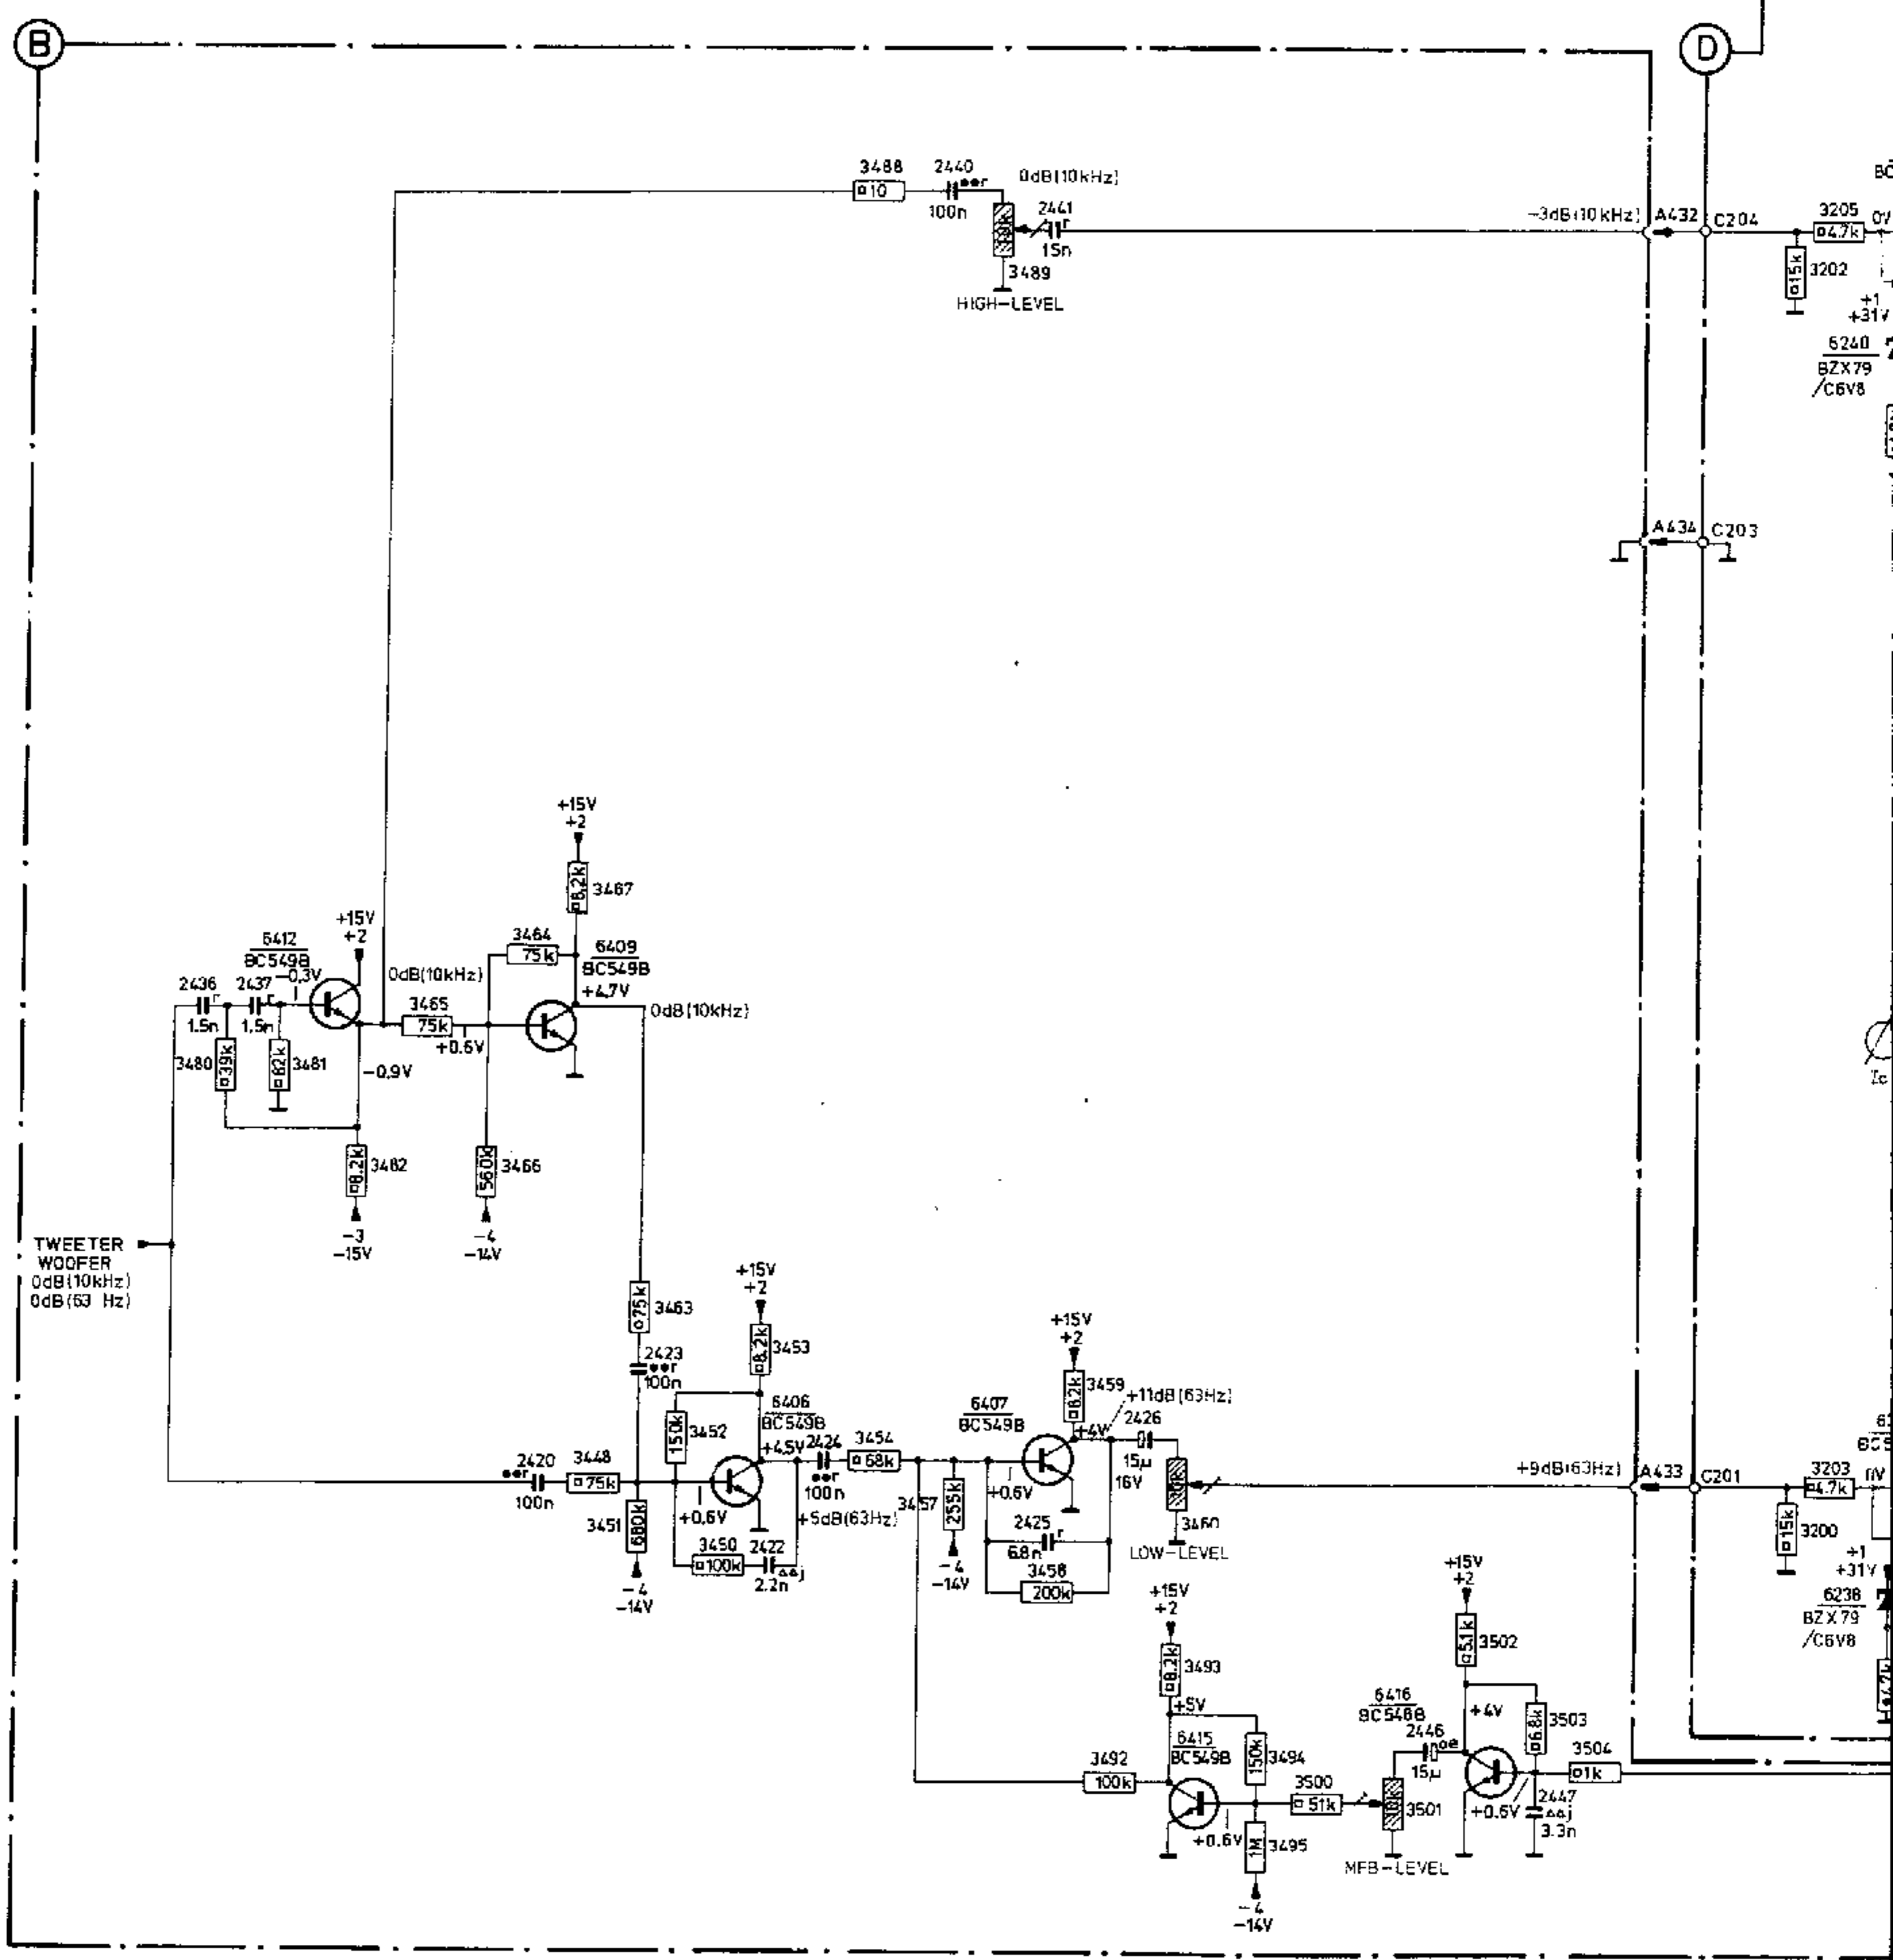 B
D
3488
2440
0dB(10kHz)
10
100n
2441
15n
3489
HIGH-LEVEL
-3dB(10kHz)
A432
C204
3205
0V
4.7k
15k
3202
+1
+31V
6240
BZX79
/C6V8
A434
C203
+15V
+2
8.2k
3467
+15V
+2
6412
BC549B
-0,3V
3464
75k
6409
BC549B
+4,7V
0dB(10kHz)
2436
2437
1.5n
1.5n
0dB(10kHz)
3465
75k
+0.6V
3480
39k
82k
3481
-0,9V
8.2k
3482
560k
3466
-3
-15V
-4
-14V
TWEETER
WOOFER
0dB(10kHz)
0dB(63 Hz)
75k
3463
2423
100n
+15V
+2
8.2k
3453
150k
3452
6406
BC549B
+4,5V
2424
100n
3454
68k
2420
100n
3448
75k
3451
680k
+0,6V
+5dB(63Hz)
3450
100k
2422
2.2n
-4
-14V
+15V
+2
8.2k
3459
+11dB(63Hz)
6407
BC549B
+4V
2426
15µ
16V
3457
255k
+0.6V
2425
6.8n
3458
200k
-4
-14V
3460
LOW-LEVEL
+9dB(63Hz)
A433
C201
3203
0V
4.7k
15k
3200
+1
+31V
6238
BZX79
/C6V8
4.7k
+15V
+2
8.2k
3493
+5V
6415
BC549B
150k
3494
3492
100k
3500
51k
+0.6V
1M
3495
-4
-14V
+15V
+2
5.1k
3502
6416
BC548B
+4V
2446
15µ
6.8k
3503
3504
1k
10k
3501
MFB-LEVEL
+0.6V
2447
3.3n